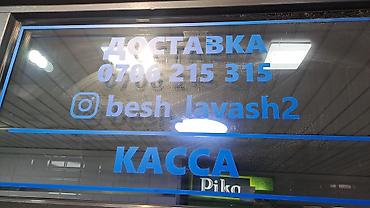 ДОСТАВКА
0706 215 315
besh_lavash2
КАССА
Pika